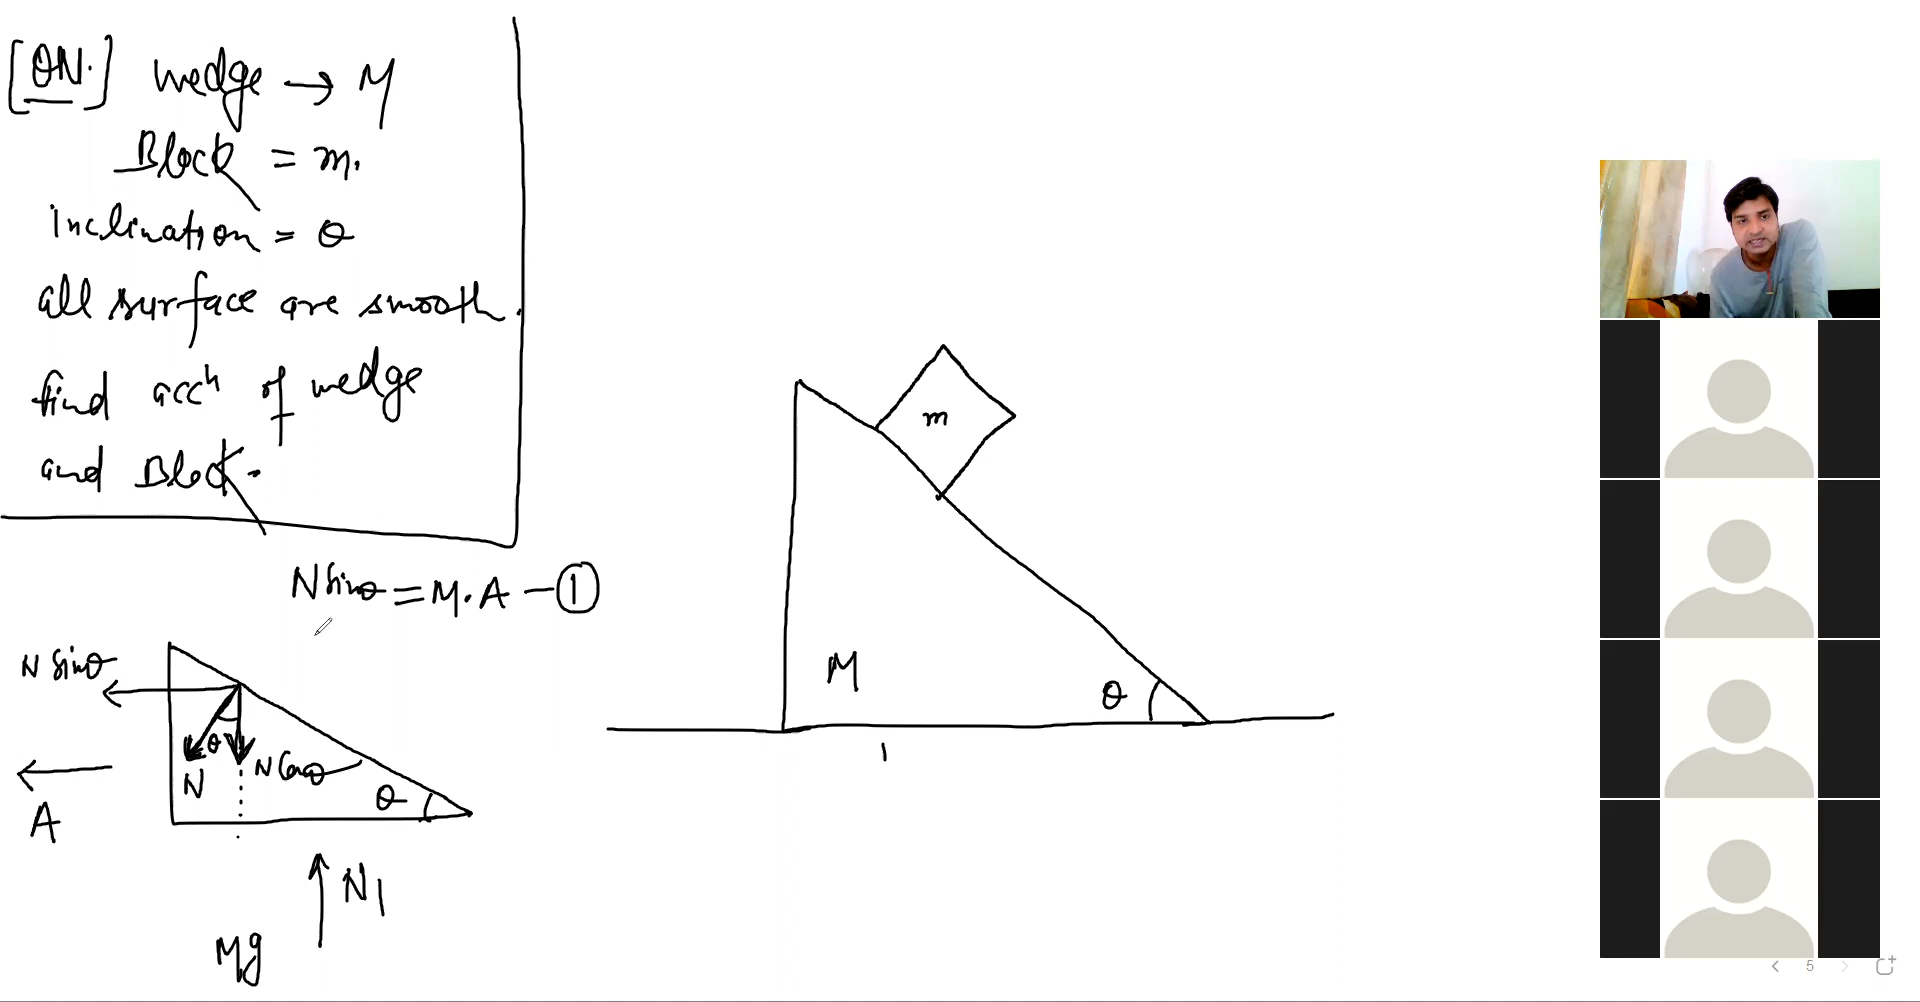 [QN.] wedge → M
Block = m.
Inclination = θ
all surface are smooth.
find accn of wedge
and Block.
N sinθ = M.A — ①
N sinθ
θ
N
N Cosθ
θ
A
N1
Mg
m
M
θ
5